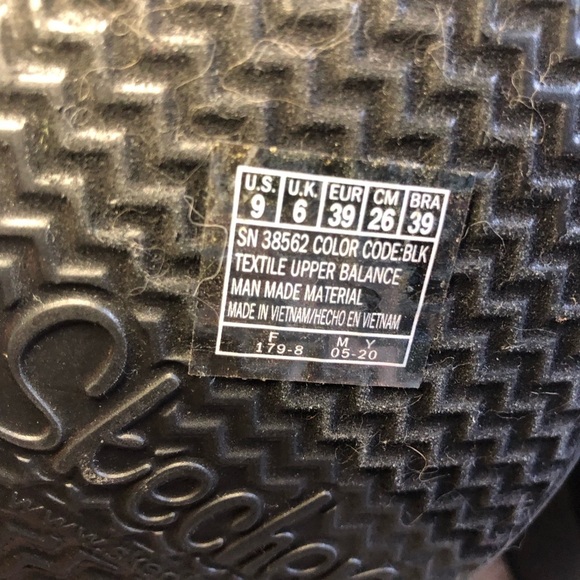 U.S. U.K. EUR CM BRA
9 6 39 26 39
SN 38562 COLOR CODE:BLK
TEXTILE UPPER BALANCE
MAN MADE MATERIAL
MADE IN VIETNAM/HECHO EN VIETNAM
F M Y
179-8 05-20
Skecher